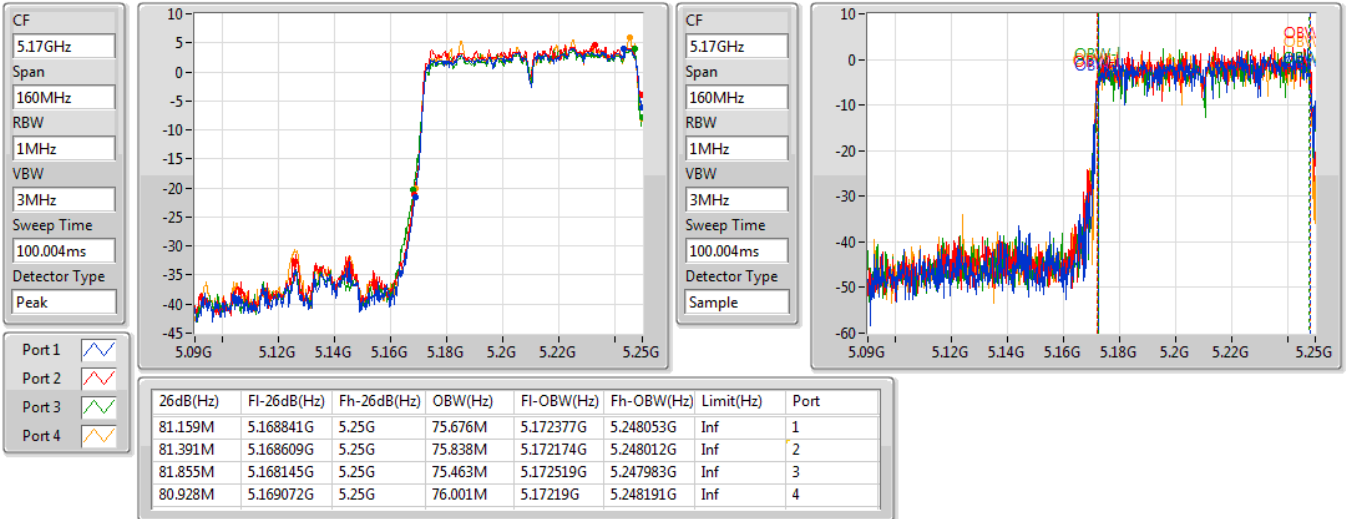 CF
5.17GHz
Span
160MHz
RBW
1MHz
VBW
3MHz
Sweep Time
100.004ms
Detector Type
Peak
10
5
0
-5
-10
-15
-20
-25
-30
-35
-40
-45
5.09G 5.12G 5.14G 5.16G 5.18G 5.2G 5.22G 5.25G
CF
5.17GHz
Span
160MHz
RBW
1MHz
VBW
3MHz
Sweep Time
100.004ms
Detector Type
Sample
10
0
-10
-20
-30
-40
-50
-60
5.09G 5.12G 5.14G 5.16G 5.18G 5.2G 5.22G 5.25G
Port 1
Port 2
Port 3
Port 4
26dB(Hz) Fl-26dB(Hz) Fh-26dB(Hz) OBW(Hz) Fl-OBW(Hz) Fh-OBW(Hz) Limit(Hz) Port
81.159M 5.168841G 5.25G 75.676M 5.172377G 5.248053G Inf 1
81.391M 5.168609G 5.25G 75.838M 5.172174G 5.248012G Inf 2
81.855M 5.168145G 5.25G 75.463M 5.172519G 5.247983G Inf 3
80.928M 5.169072G 5.25G 76.001M 5.17219G 5.248191G Inf 4